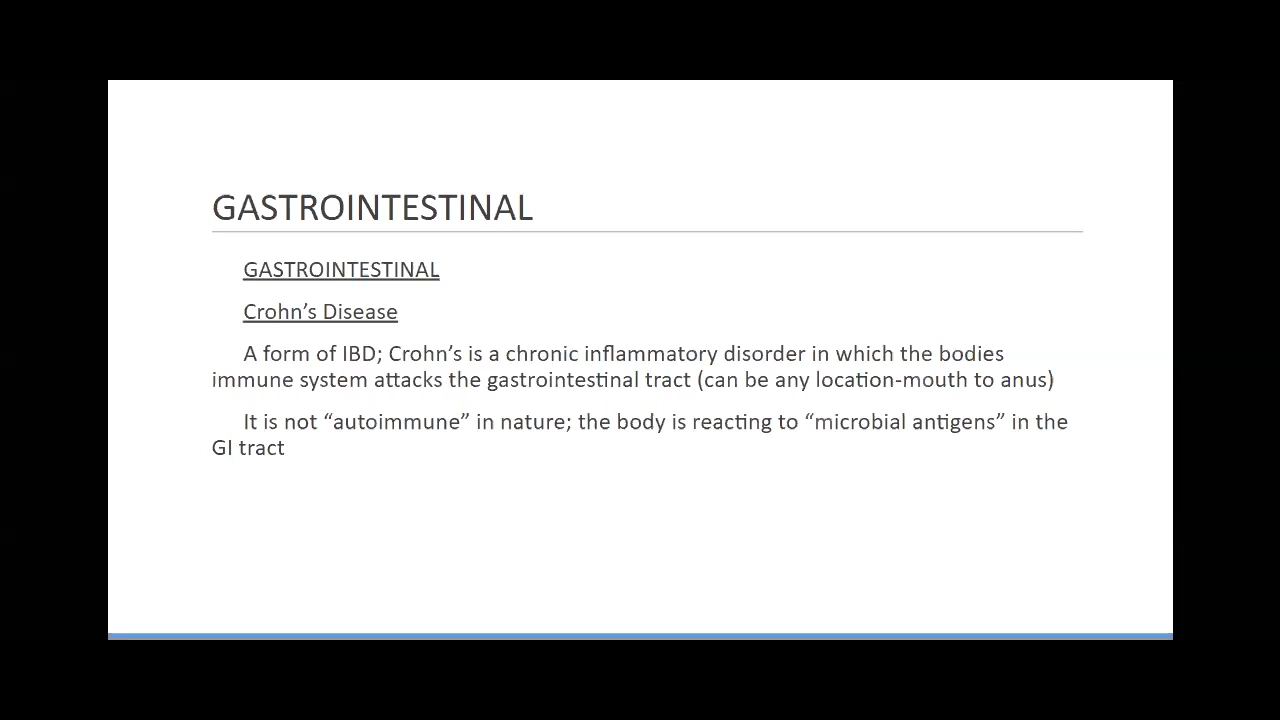 GASTROINTESTINAL
GASTROINTESTINAL
Crohn’s Disease
A form of IBD; Crohn’s is a chronic inflammatory disorder in which the bodies
immune system attacks the gastrointestinal tract (can be any location-mouth to anus)
It is not “autoimmune” in nature; the body is reacting to “microbial antigens” in the
GI tract